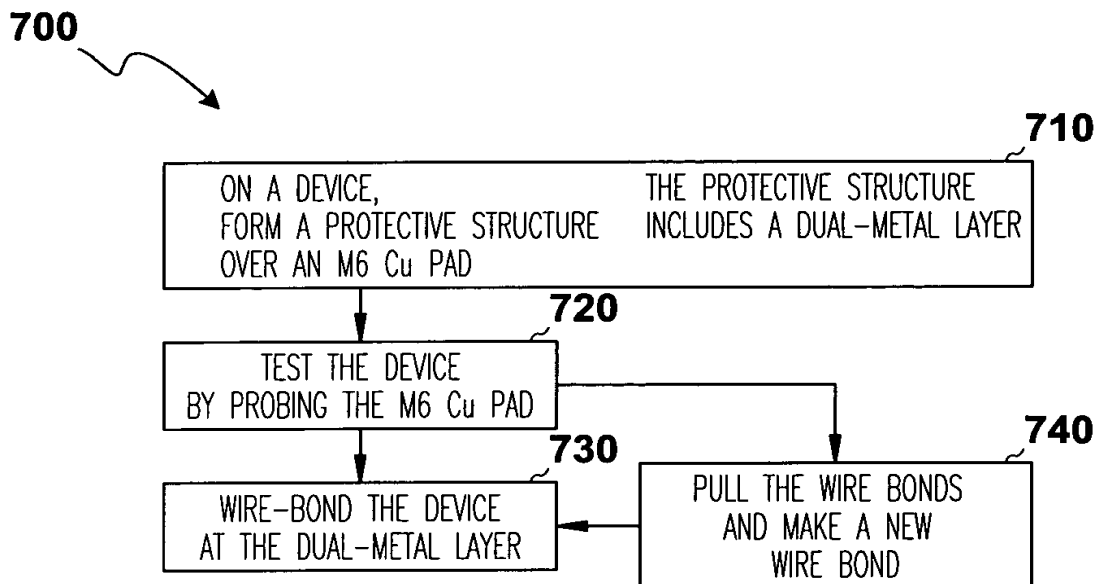 700
710
ON A DEVICE,
FORM A PROTECTIVE STRUCTURE
OVER AN M6 Cu PAD
THE PROTECTIVE STRUCTURE
INCLUDES A DUAL-METAL LAYER
720
TEST THE DEVICE
BY PROBING THE M6 Cu PAD
730
WIRE-BOND THE DEVICE
AT THE DUAL-METAL LAYER
740
PULL THE WIRE BONDS
AND MAKE A NEW
WIRE BOND